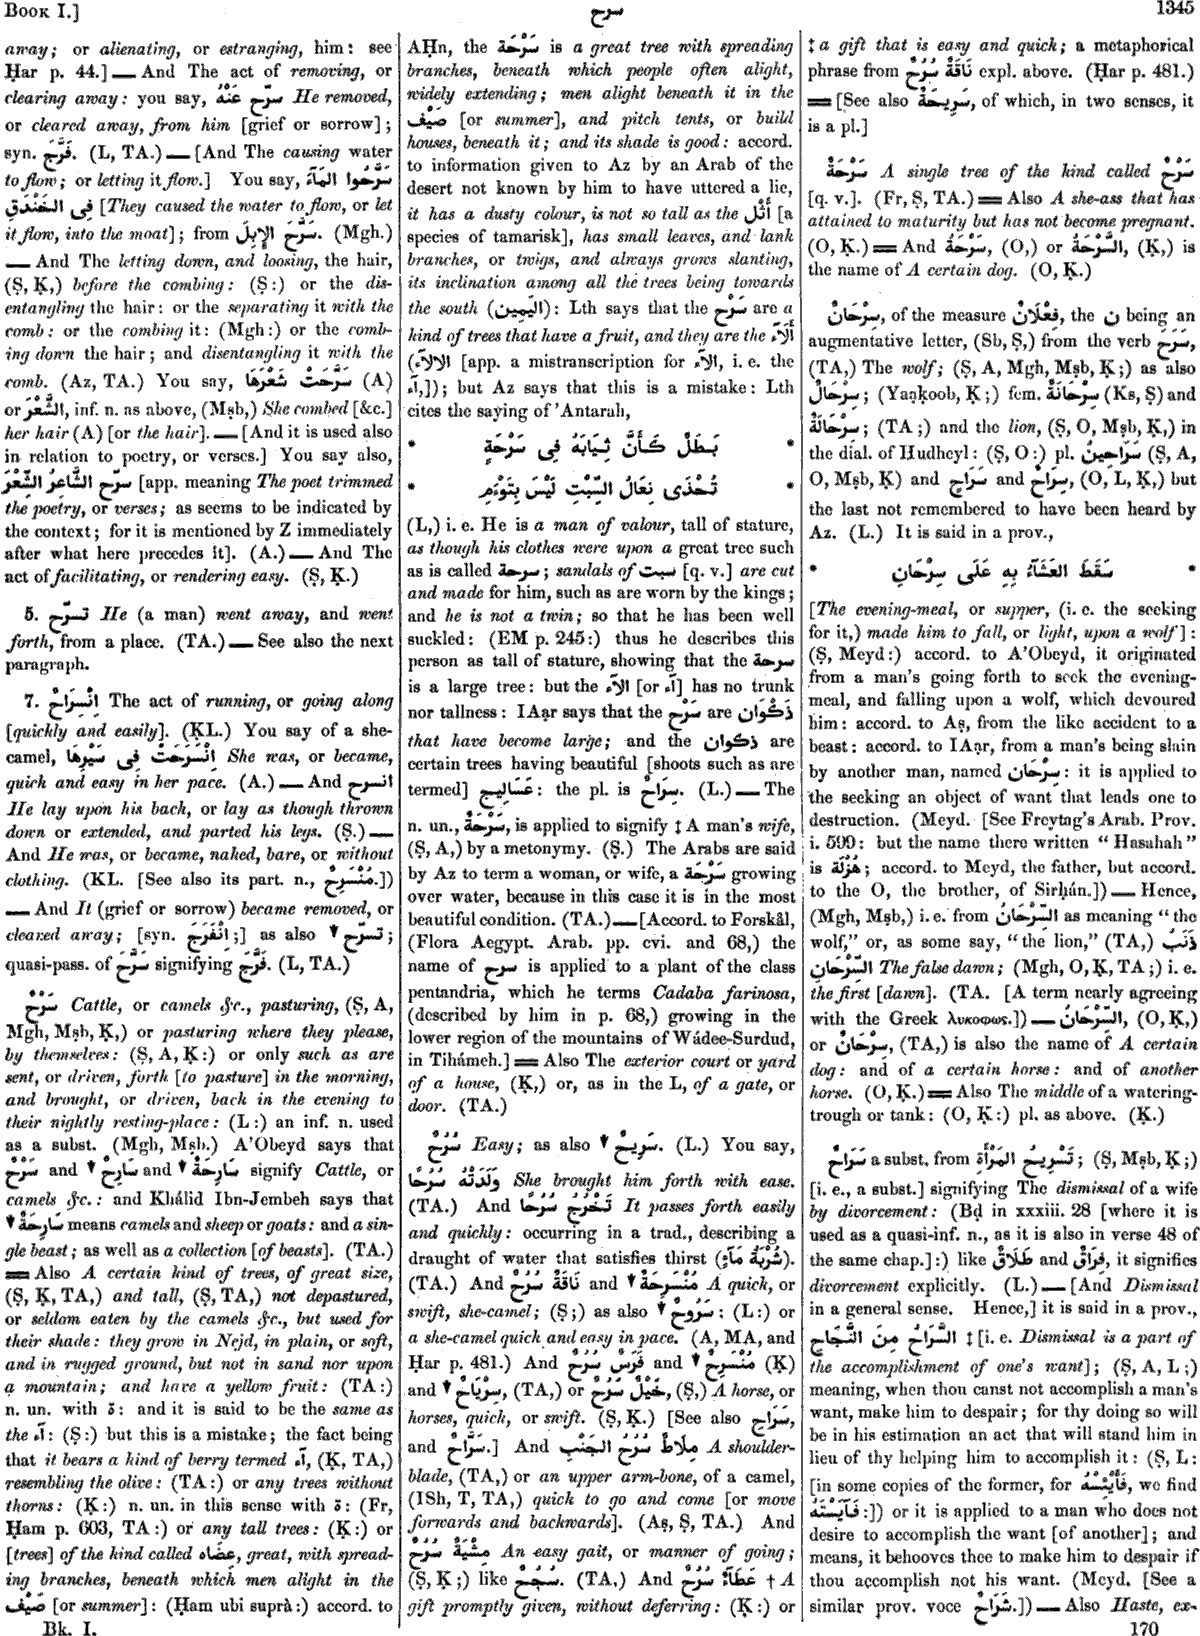 BOOK I.]
سرح
1345
away; or alienating, or estranging, him: see
Ḥar p. 44.] — And The act of removing, or
clearing away: you say, سَرَّحَ عَنْهُ He removed,
or cleared away, from him [grief or sorrow];
syn. فَرَّجَ. (L, TA.) — [And The causing water
to flow; or letting it flow.] You say, سَرَّحُوا المَآءَ
فِى الخَنْدَقِ [They caused the water to flow, or let
it flow, into the moat]; from سَرَّحَ الإِبِلَ. (Mgh.)
— And The letting down, and loosing, the hair,
(Ṣ, Ḳ,) before the combing: (Ṣ:) or the dis-
entangling the hair: or the separating it with the
comb: or the combing it: (Mgh:) or the comb-
ing down the hair; and disentangling it with the
comb. (Az, TA.) You say, سَرَّحَتْ شَعْرَهَا (A)
or الشَّعْرَ, inf. n. as above, (Mṣb,) She combed [&c.]
her hair (A) [or the hair]. — [And it is used also
in relation to poetry, or verses.] You say also,
سَرَّحَ الشَّاعِرُ الشِّعْرَ [app. meaning The poet trimmed
the poetry, or verses; as seems to be indicated by
the context; for it is mentioned by Z immediately
after what here precedes it]. (A.) — And The
act of facilitating, or rendering easy. (Ṣ, Ḳ.)
5. تسرّح He (a man) went away, and went
forth, from a place. (TA.) — See also the next
paragraph.
7. اِنْسِرَاحٌ The act of running, or going along
[quickly and easily]. (ḲL.) You say of a she-
camel, اِنْسَرَحَتْ فِى سَيْرِهَا She was, or became,
quick and easy in her pace. (A.) — And انسرح
He lay upon his back, or lay as though thrown
down or extended, and parted his legs. (Ṣ.) —
And He was, or became, naked, bare, or without
clothing. (KL. [See also its part. n., مُنْسَرِحٌ.])
— And It (grief or sorrow) became removed, or
cleared away; [syn. اِنْفَرَجَ;] as also ↓ تسرّح;
quasi-pass. of سَرَّحَ signifying فَرَّجَ. (L, TA.)
سَرْحٌ Cattle, or camels &c., pasturing, (Ṣ, A,
Mgh, Mṣb, Ḳ,) or pasturing where they please,
by themselves: (Ṣ, A, Ḳ:) or only such as are
sent, or driven, forth [to pasture] in the morning,
and brought, or driven, back in the evening to
their nightly resting-place: (L:) an inf. n. used
as a subst. (Mgh, Mṣb.) A'Obeyd says that
سَرْحٌ and ↓ سَارِحٌ and ↓ سَارِحَةٌ signify Cattle, or
camels &c.: and Khálid Ibn-Jembeh says that
↓ سَارِحَةٌ means camels and sheep or goats: and a sin-
gle beast; as well as a collection [of beasts]. (TA.)
═ Also A certain kind of trees, of great size,
(Ṣ, Ḳ, TA,) and tall, (Ṣ, TA,) not depastured,
or seldom eaten by the camels &c., but used for
their shade: they grow in Nejd, in plain, or soft,
and in rugged ground, but not in sand nor upon
a mountain; and have a yellow fruit: (TA:)
n. un. with ة: and it is said to be the same as
the آء: (Ṣ:) but this is a mistake; the fact being
that it bears a kind of berry termed آء, (Ḳ, TA,)
resembling the olive: (TA:) or any trees without
thorns: (Ḳ:) n. un. in this sense with ة: (Fr,
Ḥam p. 603, TA:) or any tall trees: (Ḳ:) or
[trees] of the kind called عِضَاه, great, with spread-
ing branches, beneath which men alight in the
صَيْف [or summer]: (Ḥam ubi suprà:) accord. to
AḤn, the سَرْحَة is a great tree with spreading
branches, beneath which people often alight,
widely extending; men alight beneath it in the
صَيْف [or summer], and pitch tents, or build
houses, beneath it; and its shade is good: accord.
to information given to Az by an Arab of the
desert not known by him to have uttered a lie,
it has a dusty colour, is not so tall as the أَثْل [a
species of tamarisk], has small leaves, and lank
branches, or twigs, and always grows slanting,
its inclination among all the trees being towards
the south (اليَمِين): Lth says that the سَرْح are a
kind of trees that have a fruit, and they are the أَلَآء
(الالآء [app. a mistranscription for الآء, i. e. the
آء,]); but Az says that this is a mistake: Lth
cites the saying of 'Antarah,
* بَطَلٌ كَأَنَّ ثِيَابَهُ فِى سَرْحَةٍ *
* تُحْذَى نِعَالُ السِّبْتِ لَيْسَ بِتَوْءَمِ *
(L,) i. e. He is a man of valour, tall of stature,
as though his clothes were upon a great tree such
as is called سرحة; sandals of سبت [q. v.] are cut
and made for him, such as are worn by the kings;
and he is not a twin; so that he has been well
suckled: (EM p. 245:) thus he describes this
person as tall of stature, showing that the سرحة
is a large tree: but the الآء [or آء] has no trunk
nor tallness: IAạr says that the سَرْح are ذَكْوَان
that have become large; and the ذكوان are
certain trees having beautiful [shoots such as are
termed] عَسَالِيج: the pl. is سِرَاحٌ. (L.) — The
n. un., سَرْحَةٌ, is applied to signify ‡ A man's wife,
(Ṣ, A,) by a metonymy. (Ṣ.) The Arabs are said
by Az to term a woman, or wife, a سَرْحَة growing
over water, because in this case it is in the most
beautiful condition. (TA.) — [Accord. to Forskål,
(Flora Aegypt. Arab. pp. cvi. and 68,) the
name of سرح is applied to a plant of the class
pentandria, which he terms Cadaba farinosa,
(described by him in p. 68,) growing in the
lower region of the mountains of Wádee-Surdud,
in Tihámeh.] ═ Also The exterior court or yard
of a house, (Ḳ,) or, as in the L, of a gate, or
door. (TA.)
سُرُحٌ Easy; as also ↓ سَرِيحٌ. (L.) You say,
وَلَدَتْهُ سُرُحًا She brought him forth with ease.
(TA.) And تَخْرُجُ سُرُحًا It passes forth easily
and quickly: occurring in a trad., describing a
draught of water that satisfies thirst (شُرْبَةُ مَآءٍ).
(TA.) And نَاقَةٌ سُرُحٌ and ↓ مُنْسَرِحَةٌ A quick, or
swift, she-camel; (Ṣ;) as also ↓ سَرُوحٌ: (L:) or
a she-camel quick and easy in pace. (A, MA, and
Ḥar p. 481.) And فَرَسٌ سُرُحٌ and ↓ مُنْسَرِحٌ (Ḳ)
and ↓ سِرْيَاحٌ, (TA,) or خَيْلٌ سُرُحٌ, (Ṣ,) A horse, or
horses, quick, or swift. (Ṣ, Ḳ.) [See also سَرَاحِ,
and سَرَّاحٌ.] And مِلَاطٌ سُرُحُ الجَنْبِ A shoulder-
blade, (TA,) or an upper arm-bone, of a camel,
(ISh, T, TA,) quick to go and come [or move
forwards and backwards]. (Aṣ, Ṣ, TA.) And
مِشْيَةٌ سُرُحٌ An easy gait, or manner of going;
(Ṣ, Ḳ;) like سُجُحٌ. (TA.) And عَطَآءٌ سُرُحٌ † A
gift promptly given, without deferring: (Ḳ:) or
‡ a gift that is easy and quick; a metaphorical
phrase from نَاقَةٌ سُرُحٌ expl. above. (Ḥar p. 481.)
═ [See also سَرِيحَةٌ, of which, in two senses, it
is a pl.]
سَرْحَةٌ A single tree of the kind called سَرْحٌ
[q. v.]. (Fr, Ṣ, TA.) ═ Also A she-ass that has
attained to maturity but has not become pregnant.
(O, Ḳ.) ═ And سَرْحَةُ, (O,) or السَّرْحَةُ, (Ḳ,) is
the name of A certain dog. (O, Ḳ.)
سِرْحَانٌ, of the measure فِعْلَانٌ, the ن being an
augmentative letter, (Sb, Ṣ,) from the verb سَرَحَ,
(TA,) The wolf; (Ṣ, A, Mgh, Mṣb, Ḳ;) as also
سِرْحَالٌ; (Yaạḳoob, Ḳ;) fem. سِرْحَانَةٌ (Ks, Ṣ) and
سِرْحَالَةٌ; (TA;) and the lion, (Ṣ, O, Mṣb, Ḳ,) in
the dial. of Hudheyl: (Ṣ, O:) pl. سَرَاحِينُ (Ṣ, A,
O, Mṣb, Ḳ) and سَرَاحٍ and سِرَاحٌ, (O, L, Ḳ,) but
the last not remembered to have been heard by
Az. (L.) It is said in a prov.,
* سَقَطَ العَشَآءُ بِهِ عَلَى سِرْحَانِ *
[The evening-meal, or supper, (i. e. the seeking
for it,) made him to fall, or light, upon a wolf]:
(Ṣ, Meyd:) accord. to A'Obeyd, it originated
from a man's going forth to seek the evening-
meal, and falling upon a wolf, which devoured
him: accord. to Aṣ, from the like accident to a
beast: accord. to IAạr, from a man's being slain
by another man, named سِرْحَان: it is applied to
the seeking an object of want that leads one to
destruction. (Meyd. [See Freytag's Arab. Prov.
i. 599: but the name there written "Hasahah"
is هُزْلَة; accord. to Meyd, the father, but accord.
to the O, the brother, of Sirḥán.]) — Hence,
(Mgh, Mṣb,) i. e. from السِّرْحَانُ as meaning "the
wolf," or, as some say, "the lion," (TA,) ذَنَبُ
السِّرْحَانِ The false dawn; (Mgh, O, Ḳ, TA;) i. e.
the first [dawn]. (TA. [A term nearly agreeing
with the Greek λυκοφως.]) — السِّرْحَانُ, (O, Ḳ,)
or سِرْحَانٌ, (TA,) is also the name of A certain
dog: and of a certain horse: and of another
horse. (O, Ḳ.) ═ Also The middle of a watering-
trough or tank: (O, Ḳ:) pl. as above. (Ḳ.)
سَرَاحٌ a subst. from تَسْرِيحُ المَرْأَةِ; (Ṣ, Mṣb, Ḳ;)
[i. e., a subst.] signifying The dismissal of a wife
by divorcement: (Bḍ in xxxiii. 28 [where it is
used as a quasi-inf. n., as it is also in verse 48 of
the same chap.]:) like طَلَاقٌ and فِرَاقٌ, it signifies
divorcement explicitly. (L.) — [And Dismissal
in a general sense. Hence,] it is said in a prov.,
السَّرَاحُ مِنَ النَّجَاحِ ‡ [i. e. Dismissal is a part of
the accomplishment of one's want]; (Ṣ, A, L;)
meaning, when thou canst not accomplish a man's
want, make him to despair; for thy doing so will
be in his estimation an act that will stand him in
lieu of thy helping him to accomplish it: (Ṣ, L:
[in some copies of the former, for فَأَيْئِسْهُ, we find
فَآيَسْتَهُ:]) or it is applied to a man who does not
desire to accomplish the want [of another]; and
means, it behooves thee to make him to despair if
thou accomplish not his want. (Meyd. [See a
similar prov. voce شَرَاحٌ.]) — Also Haste, ex-
Bk. I.
170